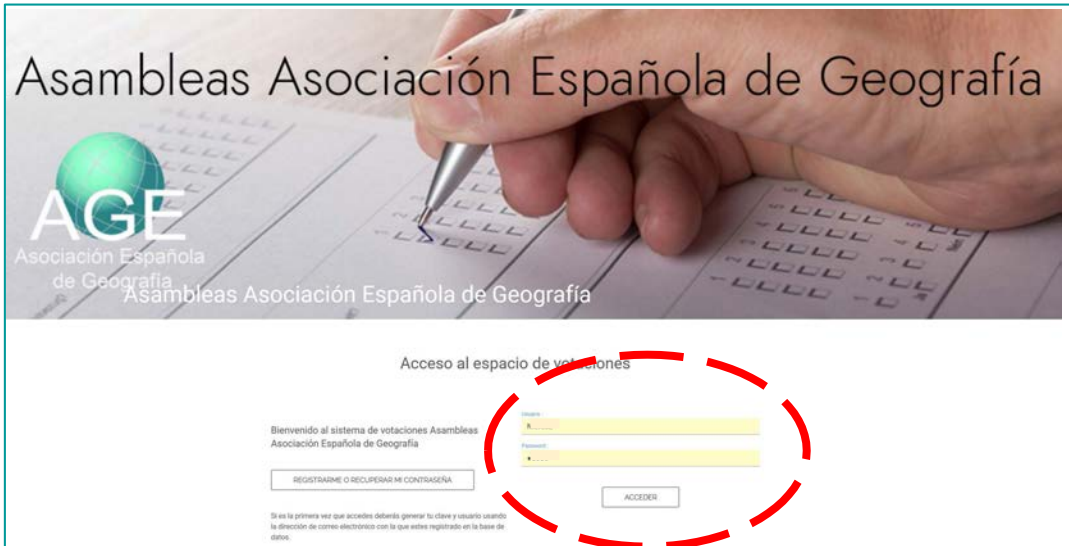 Asambleas Asociación Española de Geografía
AGE
Asociación Española
de Geografía
Asambleas Asociación Española de Geografía
Acceso al espacio de votaciones
Bienvenido al sistema de votaciones Asambleas
Asociación Española de Geografía
REGISTRARME O RECUPERAR MI CONTRASEÑA
Si es la primera vez que accedes deberás generar tu clave y usuario usando
la dirección de correo electrónico con la que estes registrado en la base de
datos.
Usuario
Password
ACCEDER